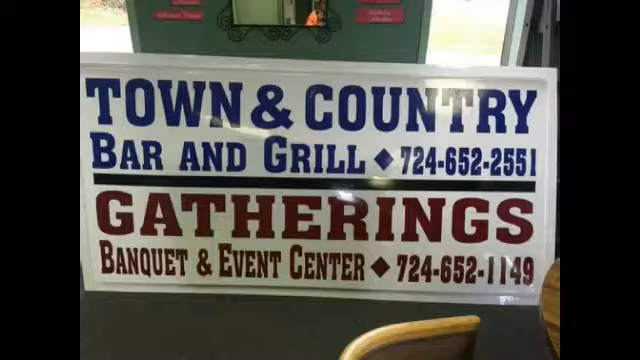 TOWN & COUNTRY
BAR AND GRILL ◆ 724-652-2551
GATHERINGS
BANQUET & EVENT CENTER ◆ 724-652-1149